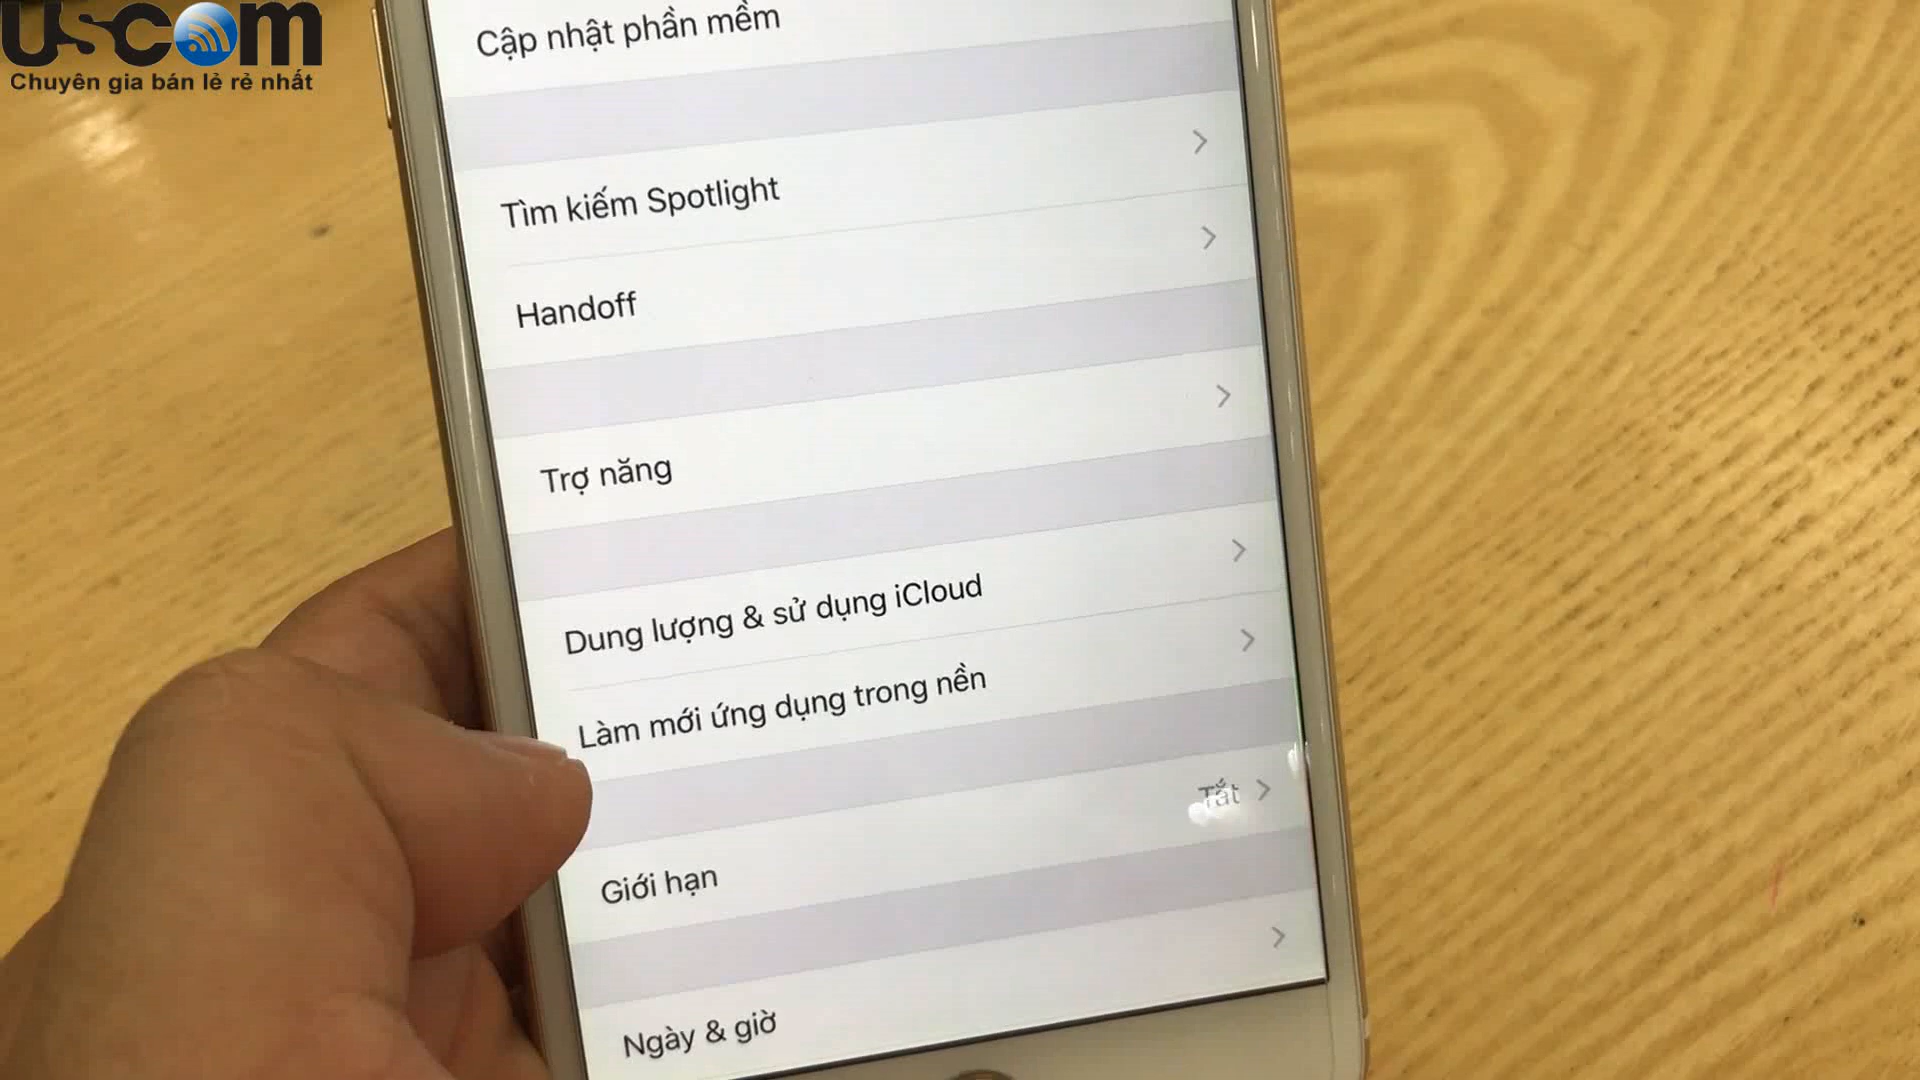 uscom
Chuyên gia bán lẻ rẻ nhất
Cập nhật phần mềm
Tìm kiếm Spotlight
Handoff
Trợ năng
Dung lượng & sử dụng iCloud
Làm mới ứng dụng trong nền
Tắt
Giới hạn
Ngày & giờ